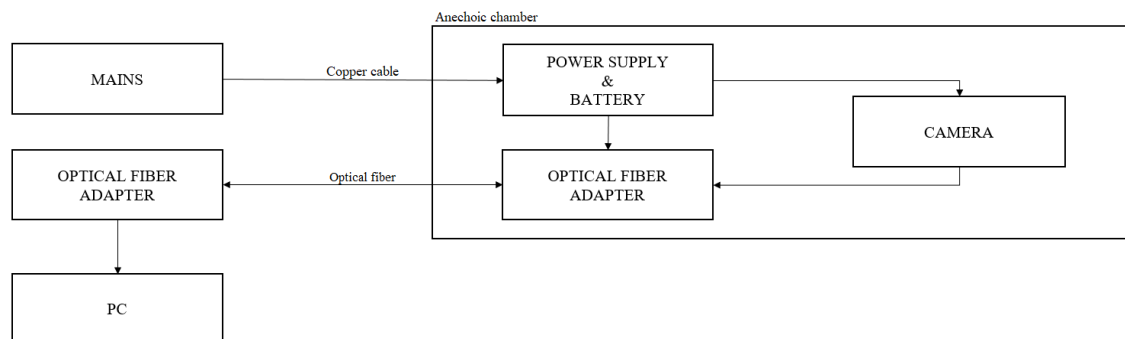 Anechoic chamber
MAINS
Copper cable
POWER SUPPLY
&
BATTERY
CAMERA
OPTICAL FIBER
ADAPTER
Optical fiber
OPTICAL FIBER
ADAPTER
PC